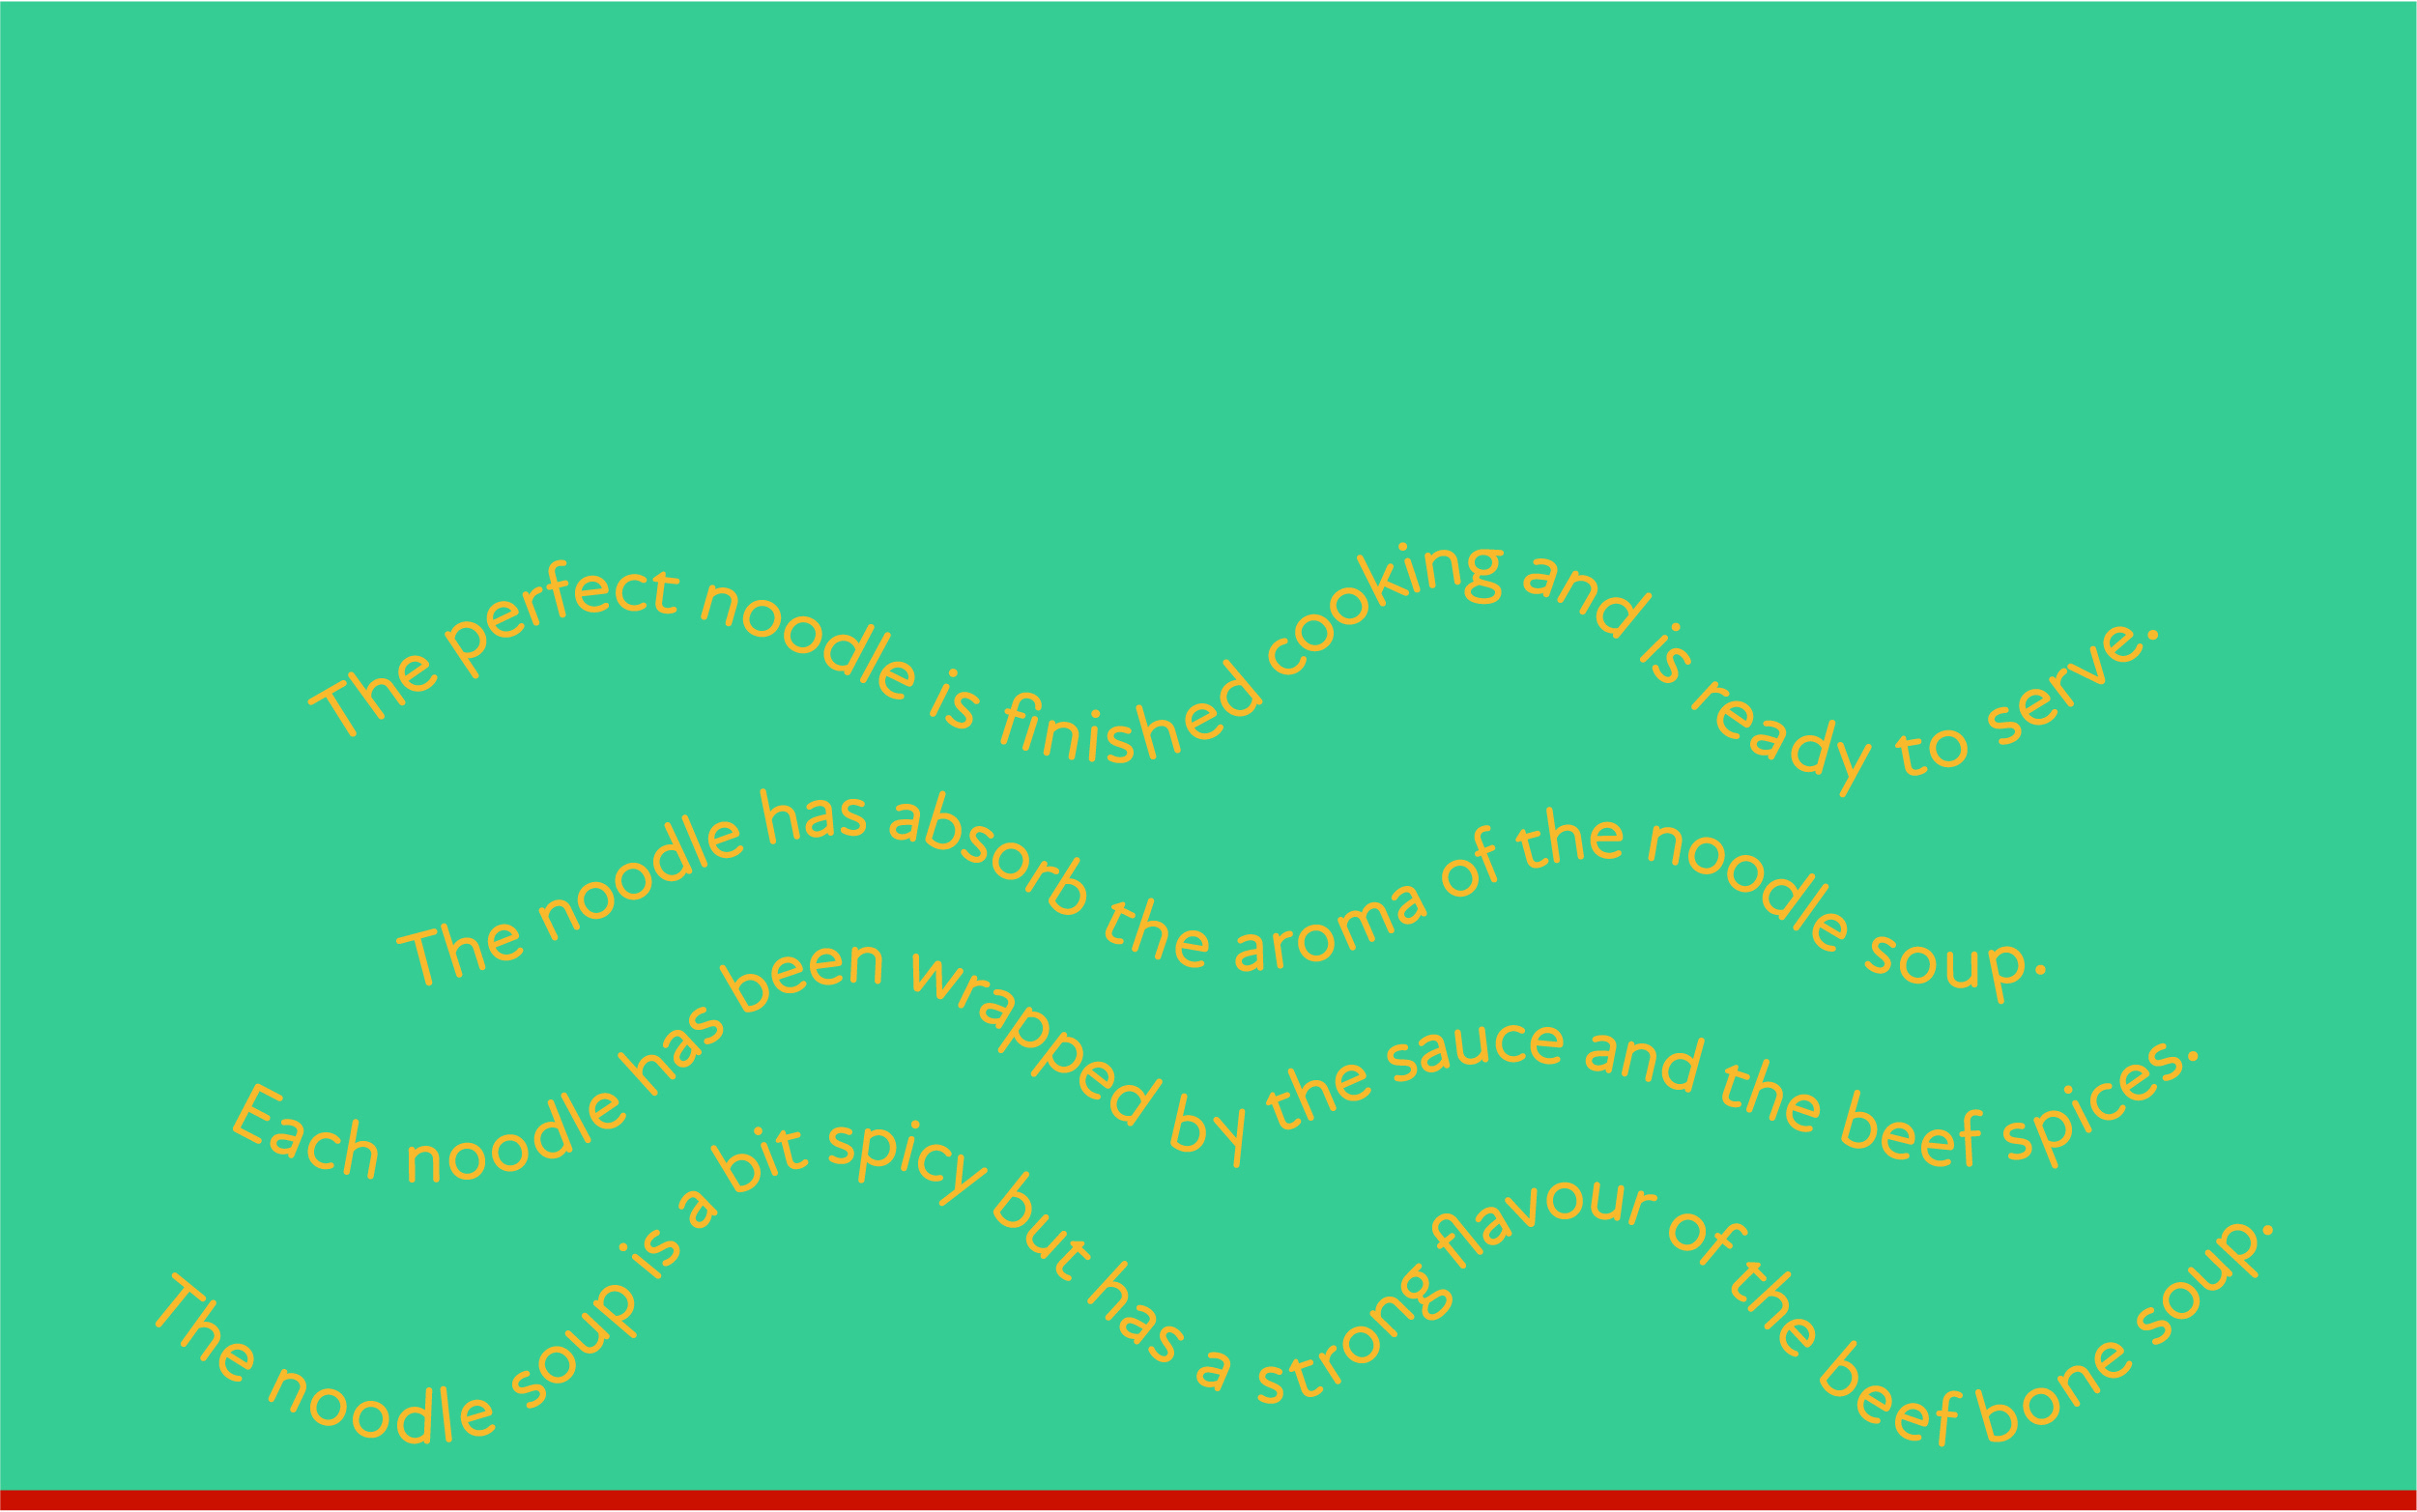 The perfect noodle is finished cooking and is ready to serve.
The noodle has absorb the aroma of the noodle soup.
Each noodle has been wrapped by the sauce and the beef spices.
The noodle soup is a bit spicy but has a strong flavour of the beef bone soup.